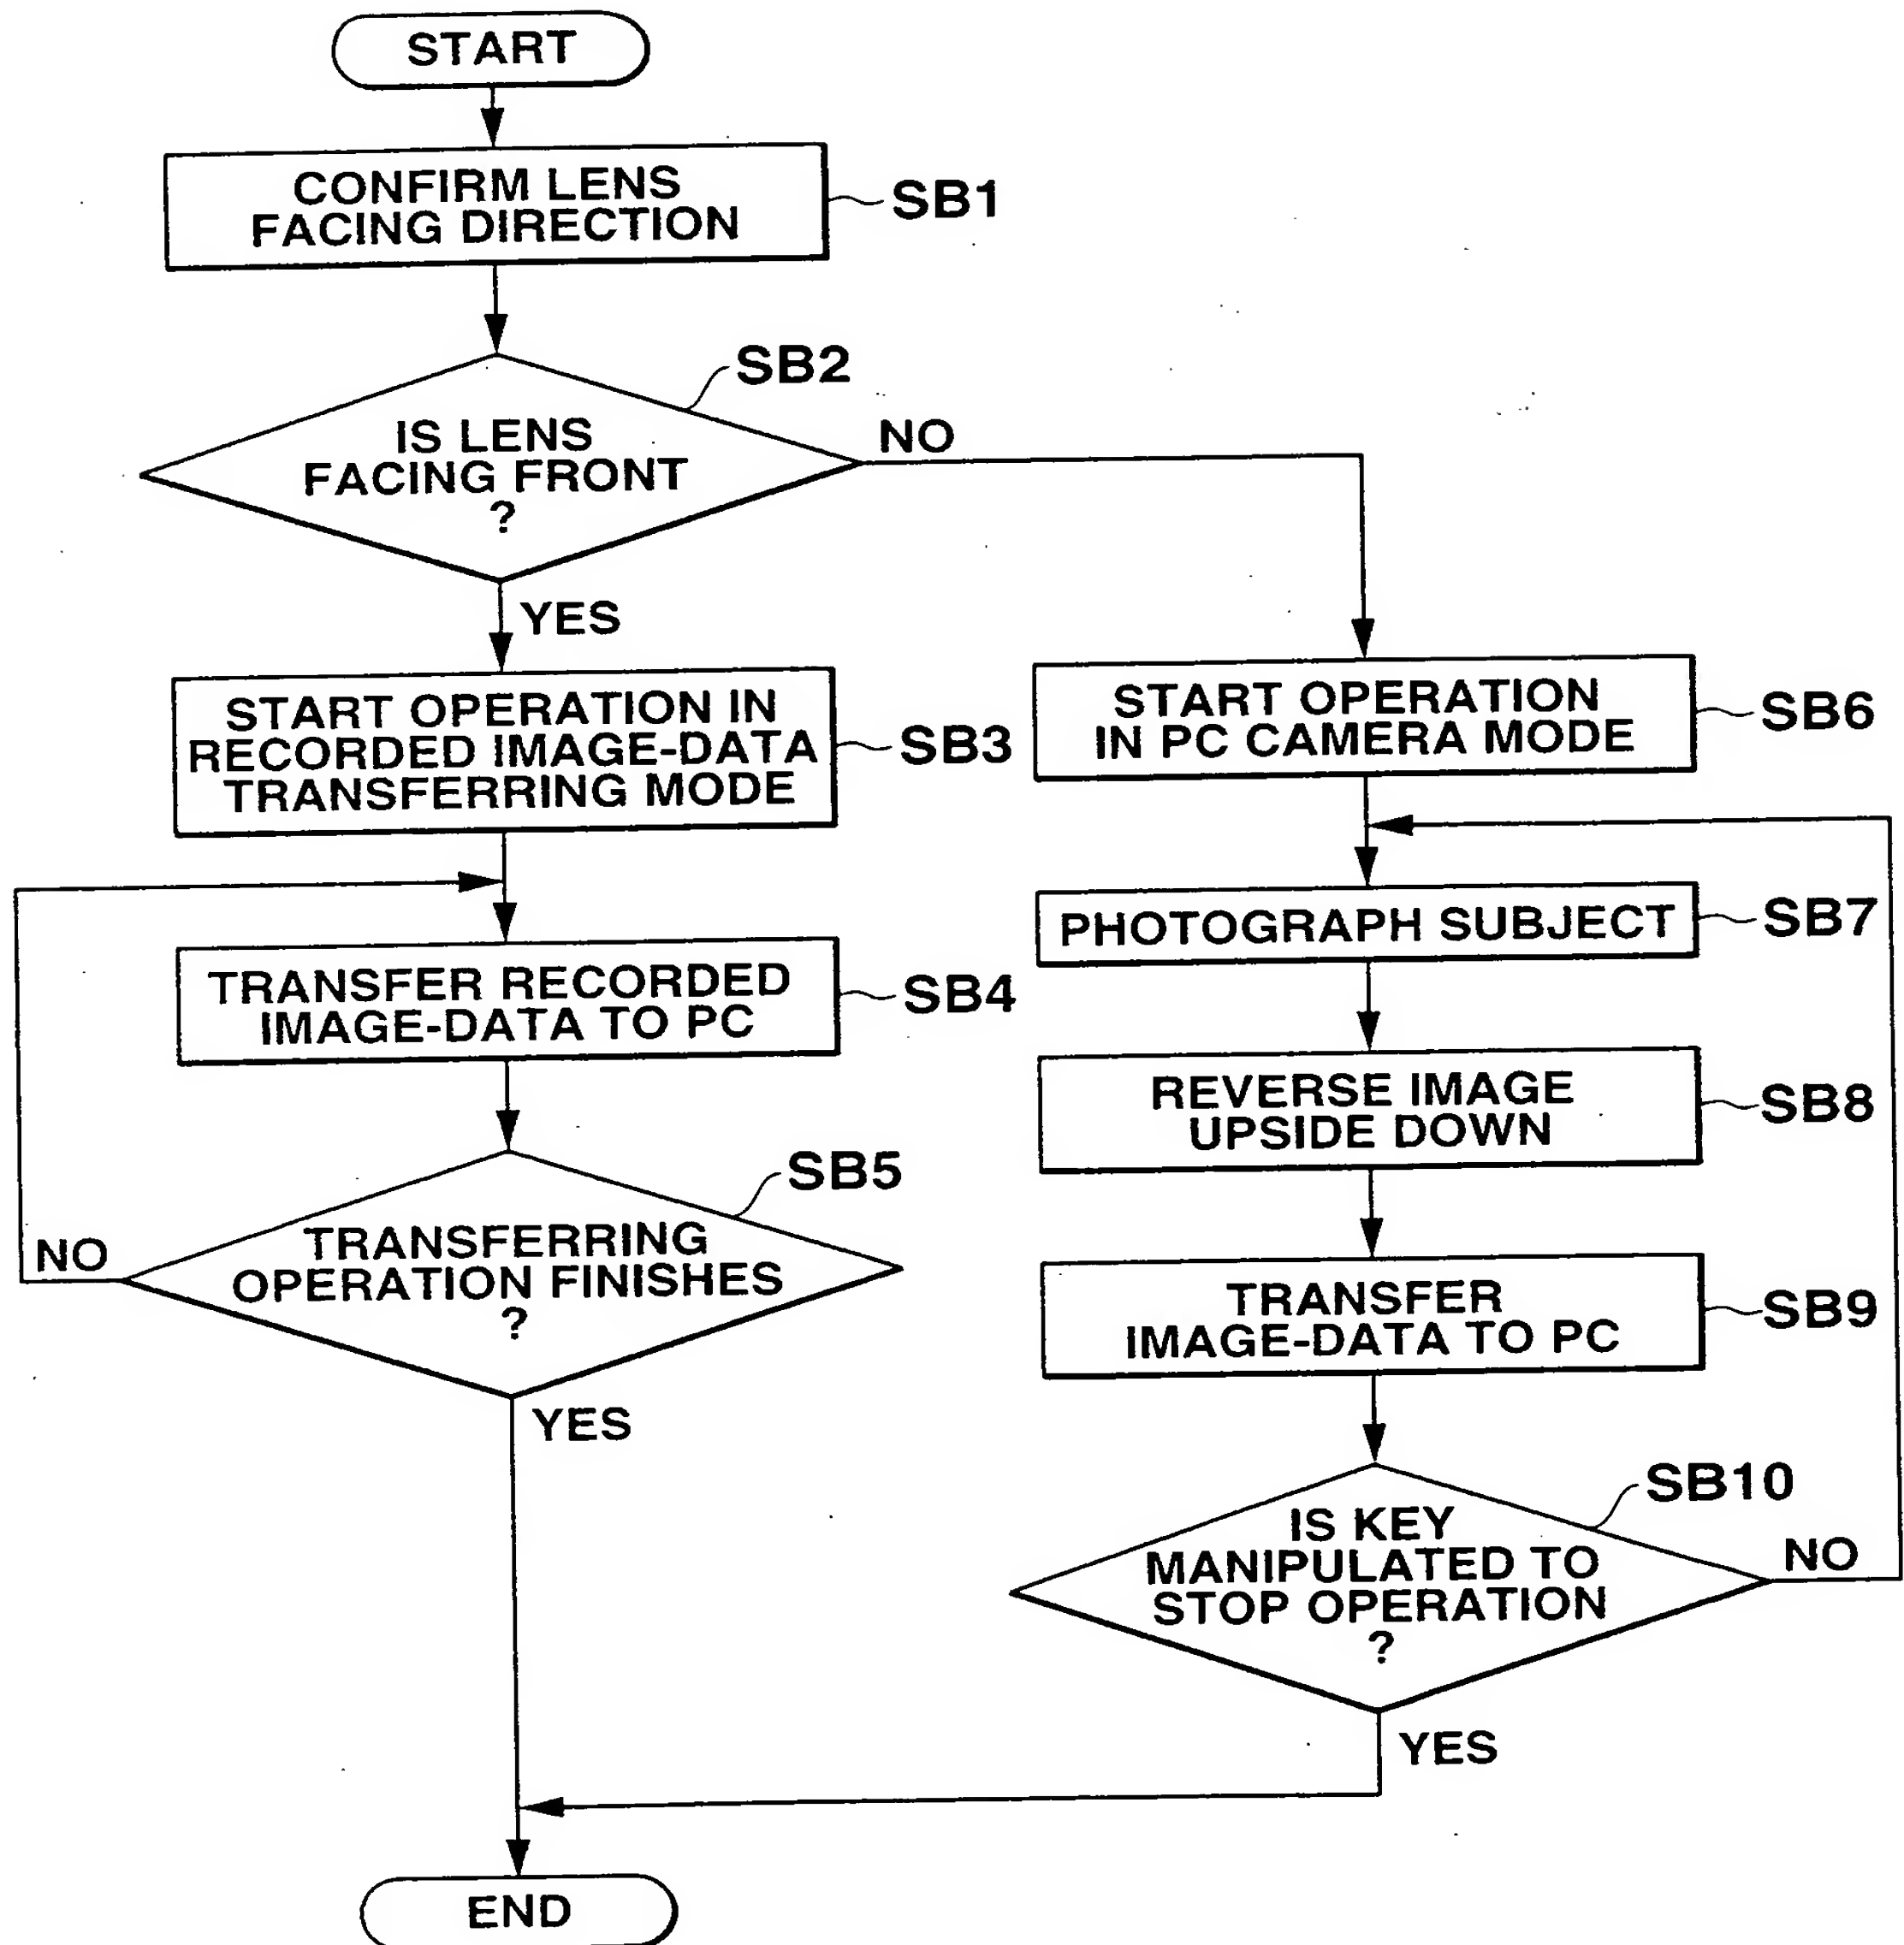 START
CONFIRM LENS
FACING DIRECTION
SB1
SB2
IS LENS
FACING FRONT
?
NO
YES
START OPERATION IN
RECORDED IMAGE-DATA
TRANSFERRING MODE
SB3
TRANSFER RECORDED
IMAGE-DATA TO PC
SB4
SB5
TRANSFERRING
OPERATION FINISHES
?
NO
YES
START OPERATION
IN PC CAMERA MODE
SB6
PHOTOGRAPH SUBJECT
SB7
REVERSE IMAGE
UPSIDE DOWN
SB8
TRANSFER
IMAGE-DATA TO PC
SB9
SB10
IS KEY
MANIPULATED TO
STOP OPERATION
?
NO
YES
END